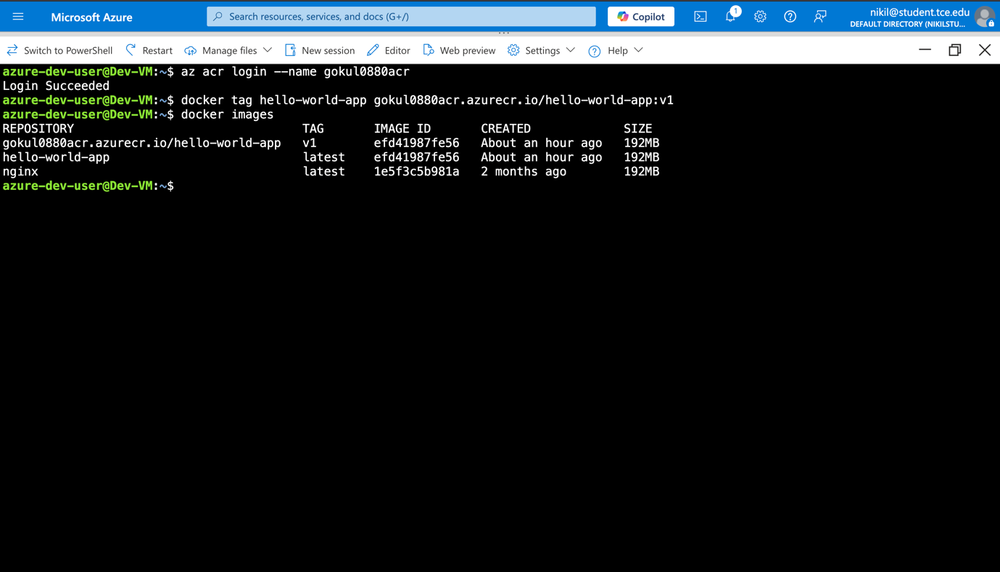 Microsoft Azure
Search resources, services, and docs (G+/)
Copilot
1
nikil@student.tce.edu
DEFAULT DIRECTORY (NIKILSTU...
Switch to PowerShell Restart Manage files New session Editor Web preview Settings Help
azure-dev-user@Dev-VM:~$ az acr login --name gokul0880acr
Login Succeeded
azure-dev-user@Dev-VM:~$ docker tag hello-world-app gokul0880acr.azurecr.io/hello-world-app:v1
azure-dev-user@Dev-VM:~$ docker images
REPOSITORY TAG IMAGE ID CREATED SIZE
gokul0880acr.azurecr.io/hello-world-app v1 efd41987fe56 About an hour ago 192MB
hello-world-app latest efd41987fe56 About an hour ago 192MB
nginx latest 1e5f3c5b981a 2 months ago 192MB
azure-dev-user@Dev-VM:~$